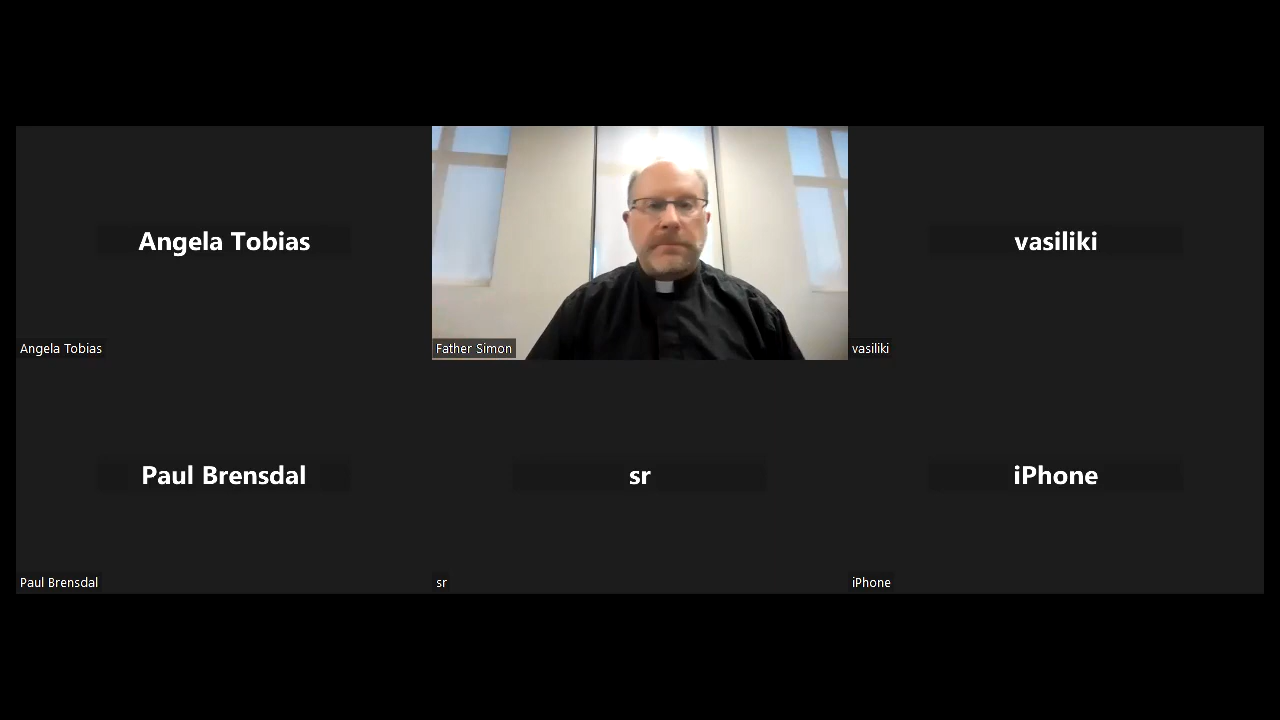 Angela Tobias
vasiliki
Angela Tobias
Father Simon
vasiliki
Paul Brensdal
sr
iPhone
Paul Brensdal
sr
iPhone